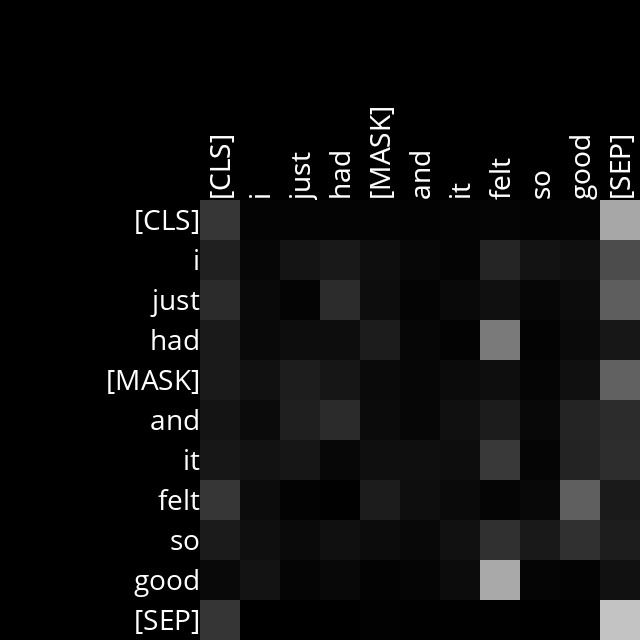 [CLS] i just had [MASK] and it felt so good [SEP]
[CLS]
i
just
had
[MASK]
and
it
felt
so
good
[SEP]